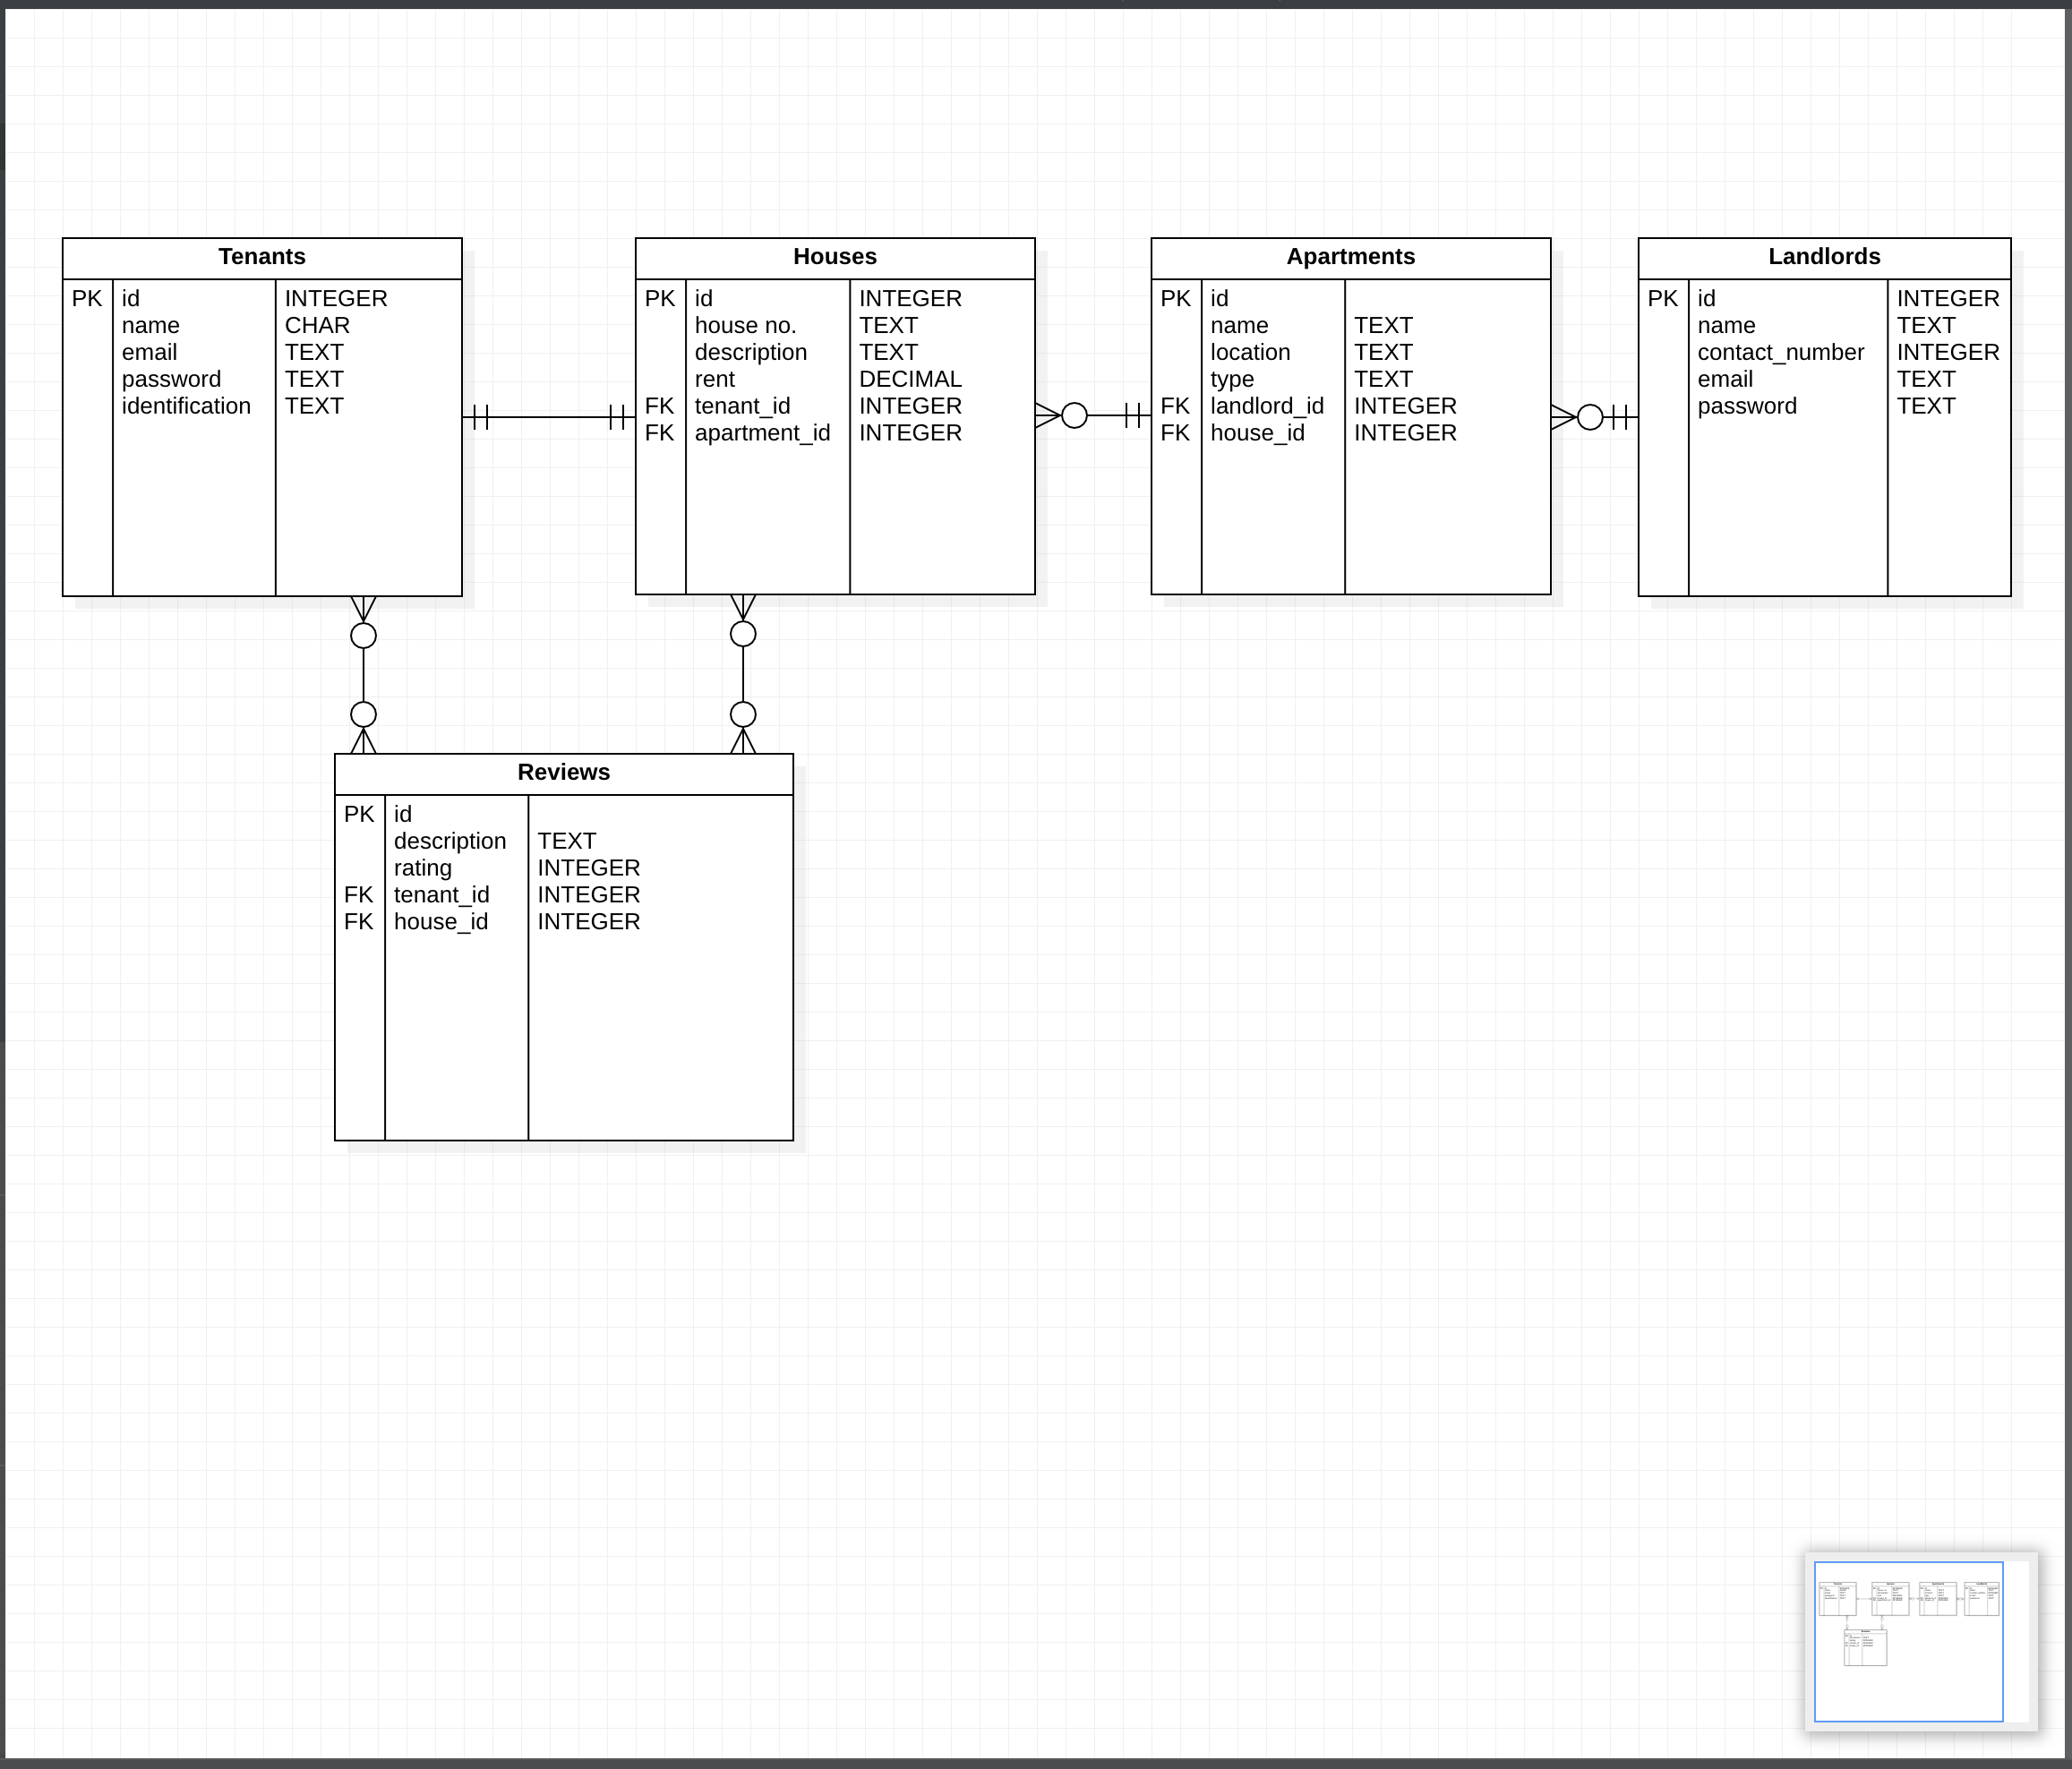 Tenants
PK id INTEGER
name CHAR
email TEXT
password TEXT
identification TEXT
Houses
PK id INTEGER
house no. TEXT
description TEXT
rent DECIMAL
FK tenant_id INTEGER
FK apartment_id INTEGER
Apartments
PK id
name TEXT
location TEXT
type TEXT
FK landlord_id INTEGER
FK house_id INTEGER
Landlords
PK id INTEGER
name TEXT
contact_number INTEGER
email TEXT
password TEXT
Reviews
PK id
description TEXT
rating INTEGER
FK tenant_id INTEGER
FK house_id INTEGER